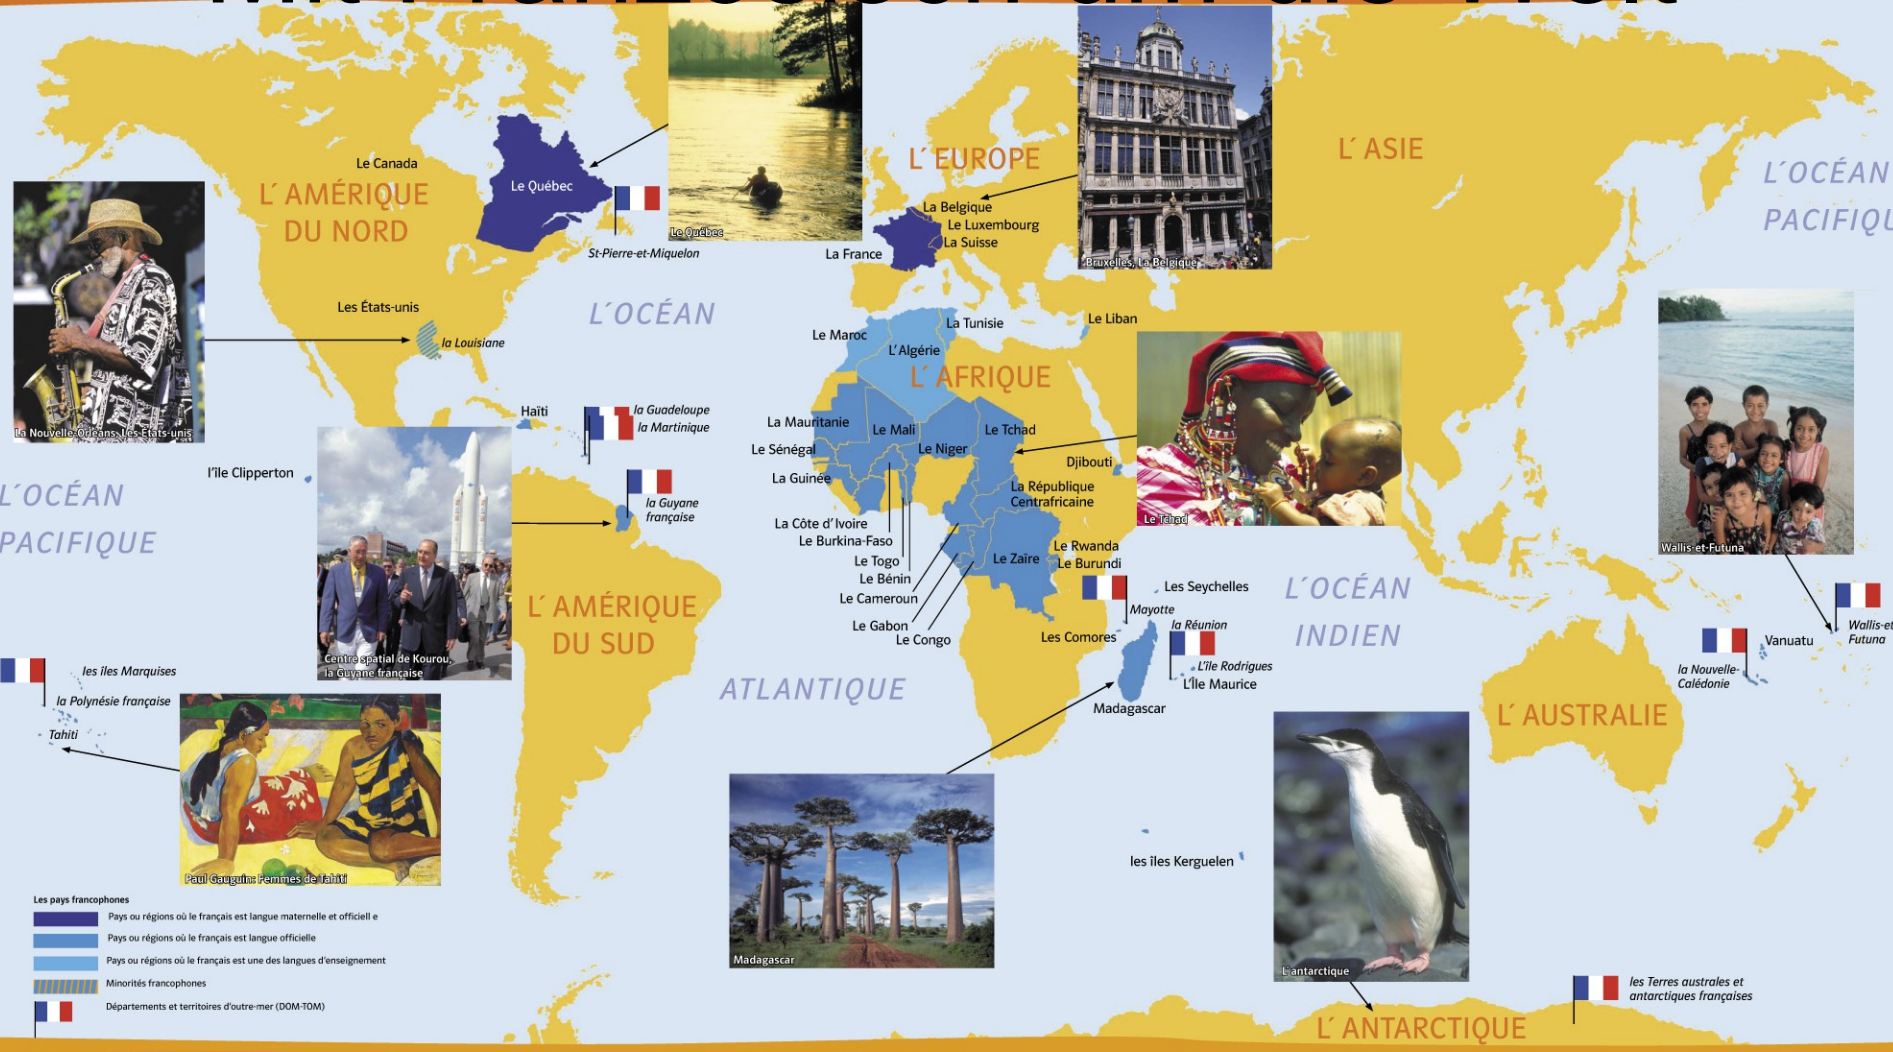 Mit Französisch um die Welt
Le Canada
L´AMÉRIQUE
DU NORD
Le Québec
St-Pierre-et-Miquelon
Le Québec
L´EUROPE
La Belgique
Le Luxembourg
La Suisse
La France
Bruxelles, La Belgique
L´ASIE
L´OCÉAN
PACIFIQU
Les États-unis
la Louisiane
La Nouvelle-Orléans, Les États-unis
L´OCÉAN
ATLANTIQUE
Haïti
la Guadeloupe
la Martinique
l'île Clipperton
la Guyane
française
Centre spatial de Kourou,
la Guyane française
L´OCÉAN
PACIFIQUE
L´AMÉRIQUE
DU SUD
les îles Marquises
la Polynésie française
Tahiti
Paul Gauguin: Femmes de Tahiti
Le Maroc
La Tunisie
L'Algérie
Le Liban
L´AFRIQUE
La Mauritanie
Le Mali
Le Niger
Le Tchad
Le Sénégal
La Guinée
Djibouti
La République
Centrafricaine
La Côte d'Ivoire
Le Burkina-Faso
Le Togo
Le Bénin
Le Cameroun
Le Gabon
Le Congo
Le Zaïre
Le Rwanda
Le Burundi
Le Tchad
Les Seychelles
Mayotte
la Réunion
Les Comores
L'île Rodrigues
L'Île Maurice
Madagascar
Madagascar
L´OCÉAN
INDIEN
Wallis-et-Futuna
Wallis-et
Futuna
Vanuatu
la Nouvelle-
Calédonie
L´AUSTRALIE
les îles Kerguelen
L'antarctique
L´ANTARCTIQUE
les Terres australes et
antarctiques françaises
Les pays francophones
Pays ou régions où le français est langue maternelle et officiell e
Pays ou régions où le français est langue officielle
Pays ou régions où le français est une des langues d'enseignement
Minorités francophones
Départements et territoires d'outre-mer (DOM-TOM)